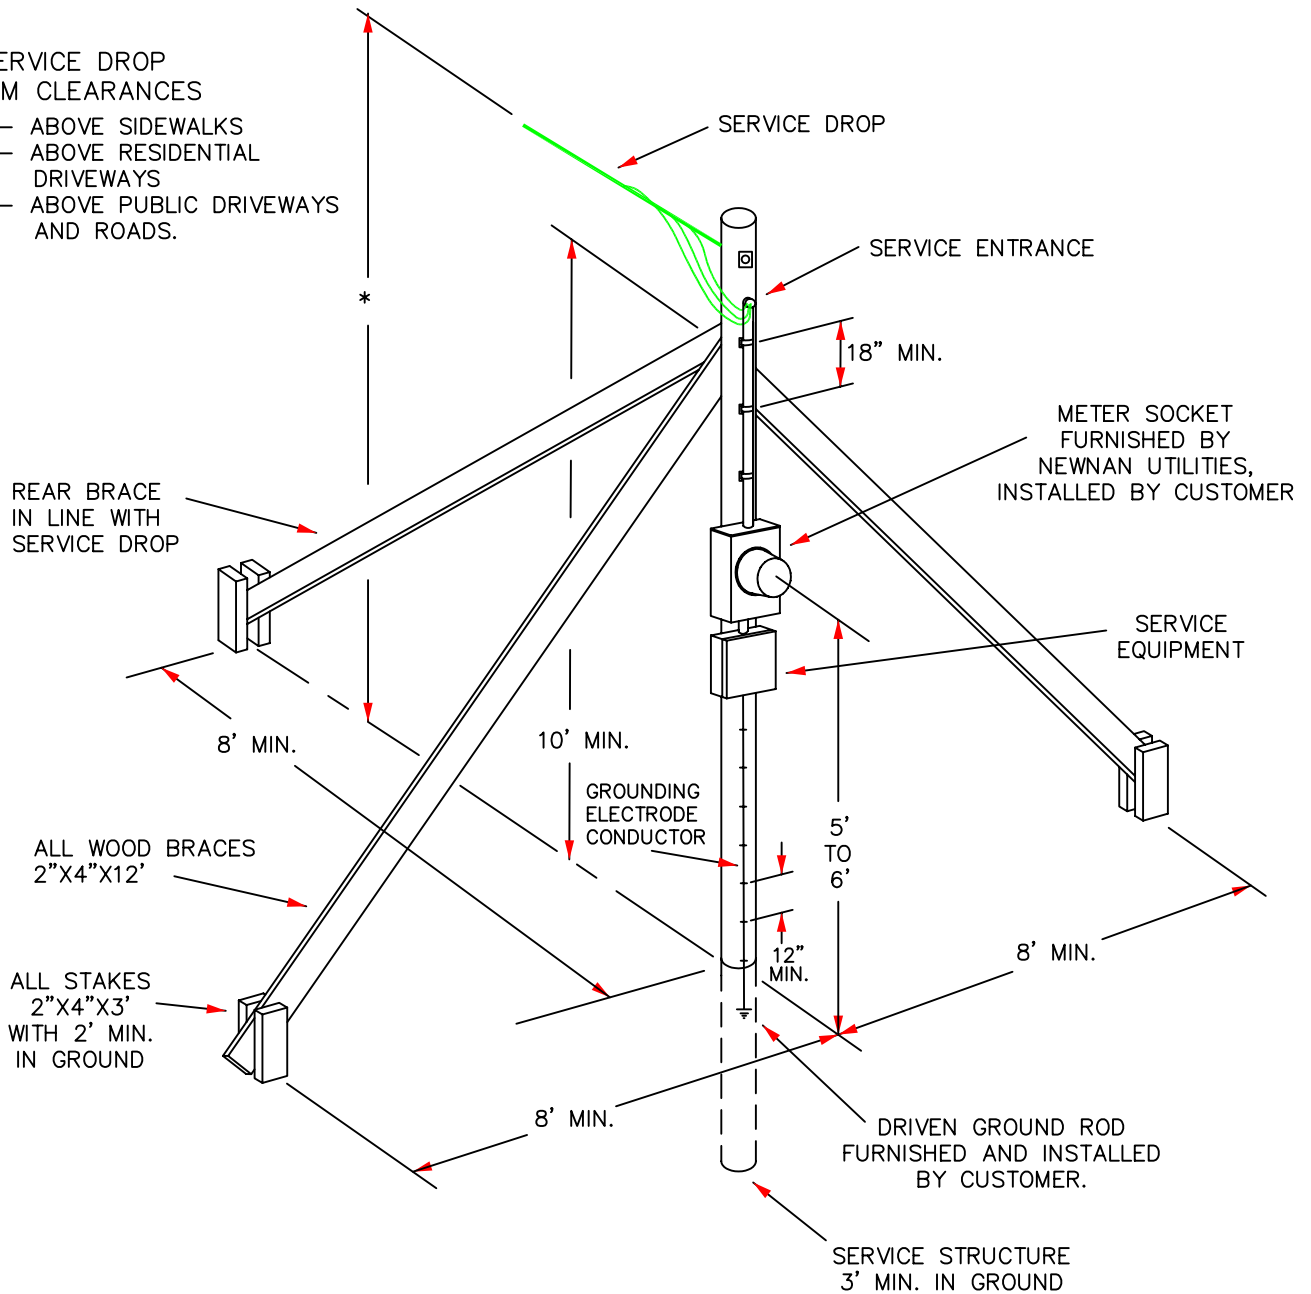 SERVICE DROP
CLEARANCES
– ABOVE SIDEWALKS
– ABOVE RESIDENTIAL
DRIVEWAYS
– ABOVE PUBLIC DRIVEWAYS
AND ROADS.
*
SERVICE DROP
SERVICE ENTRANCE
18” MIN.
METER SOCKET
FURNISHED BY
NEWNAN UTILITIES,
INSTALLED BY CUSTOMER
REAR BRACE
IN LINE WITH
SERVICE DROP
SERVICE
EQUIPMENT
8’ MIN.
10’ MIN.
GROUNDING
ELECTRODE
CONDUCTOR
5’
TO
6’
ALL WOOD BRACES
2”X4”X12’
12”
MIN.
8’ MIN.
ALL STAKES
2”X4”X3’
WITH 2’ MIN.
IN GROUND
8’ MIN.
DRIVEN GROUND ROD
FURNISHED AND INSTALLED
BY CUSTOMER.
SERVICE STRUCTURE
3’ MIN. IN GROUND